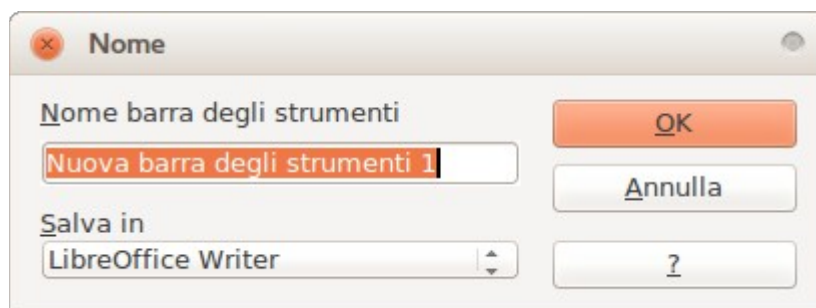 Nome
Nome barra degli strumenti
Nuova barra degli strumenti 1
Salva in
LibreOffice Writer
OK
Annulla
?